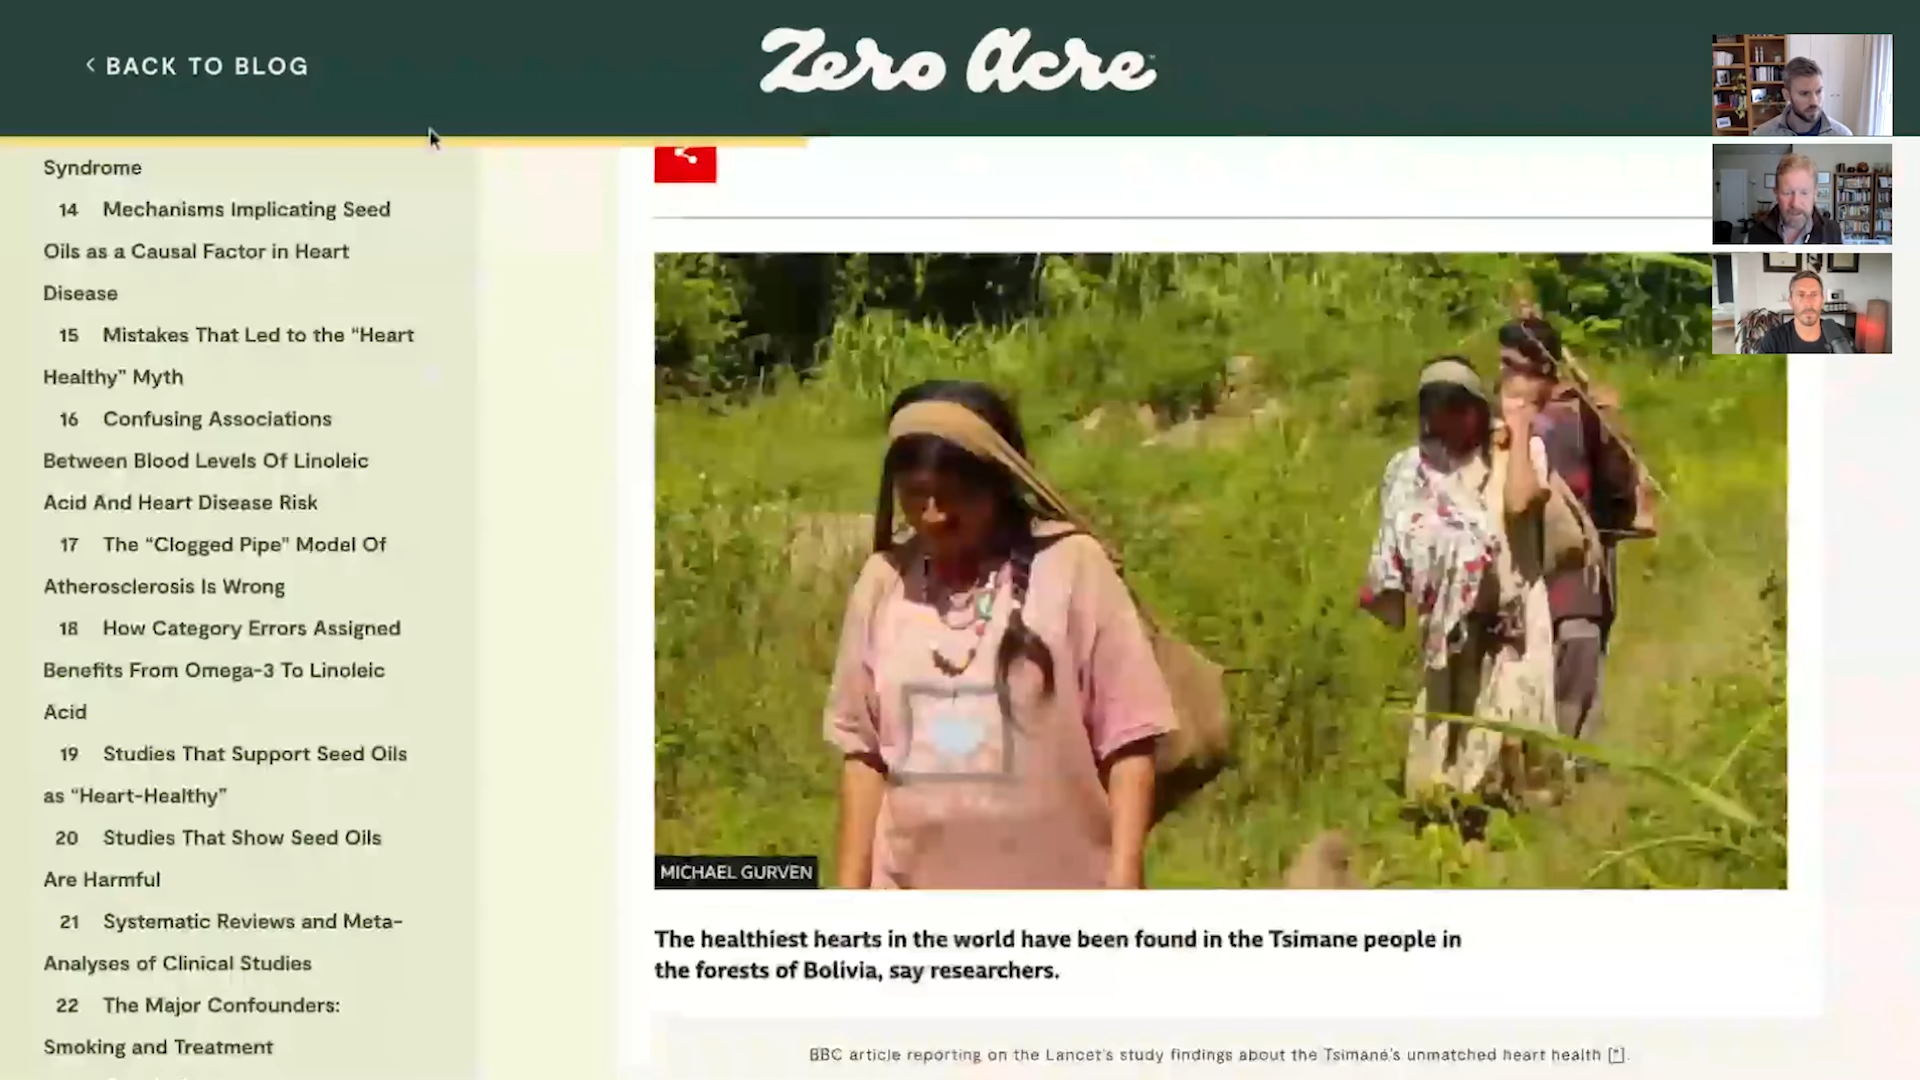 < BACK TO BLOG
Zero Acre
Syndrome
14 Mechanisms Implicating Seed
Oils as a Causal Factor in Heart
Disease
15 Mistakes That Led to the “Heart
Healthy” Myth
16 Confusing Associations
Between Blood Levels Of Linoleic
Acid And Heart Disease Risk
17 The “Clogged Pipe” Model Of
Atherosclerosis Is Wrong
18 How Category Errors Assigned
Benefits From Omega-3 To Linoleic
Acid
19 Studies That Support Seed Oils
as “Heart-Healthy”
20 Studies That Show Seed Oils
Are Harmful
21 Systematic Reviews and Meta-
Analyses of Clinical Studies
22 The Major Confounders:
Smoking and Treatment
MICHAEL GURVEN
The healthiest hearts in the world have been found in the Tsimane people in
the forests of Bolivia, say researchers.
BBC article reporting on the Lancet's study findings about the Tsimané's unmatched heart health [*].